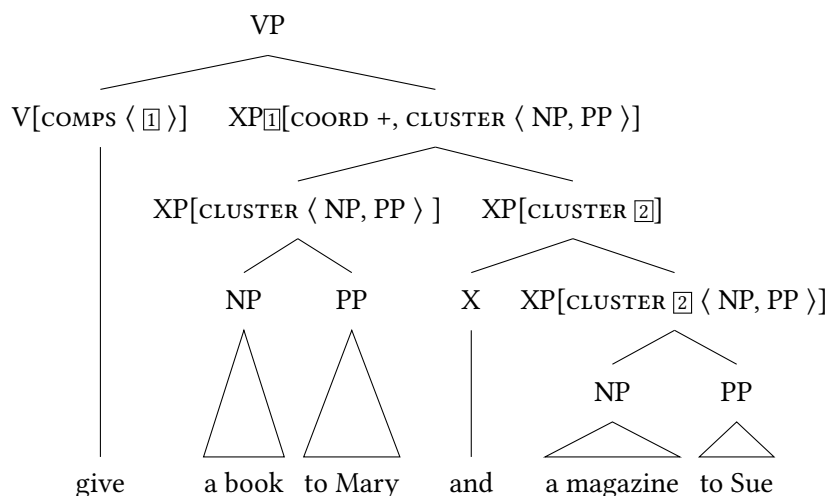 VP
V[COMPS ⟨ 1 ⟩] XP1[COORD +, CLUSTER ⟨ NP, PP ⟩]
XP[CLUSTER ⟨ NP, PP ⟩ ] XP[CLUSTER 2]
NP PP X XP[CLUSTER 2 ⟨ NP, PP ⟩]
NP PP
give a book to Mary and a magazine to Sue